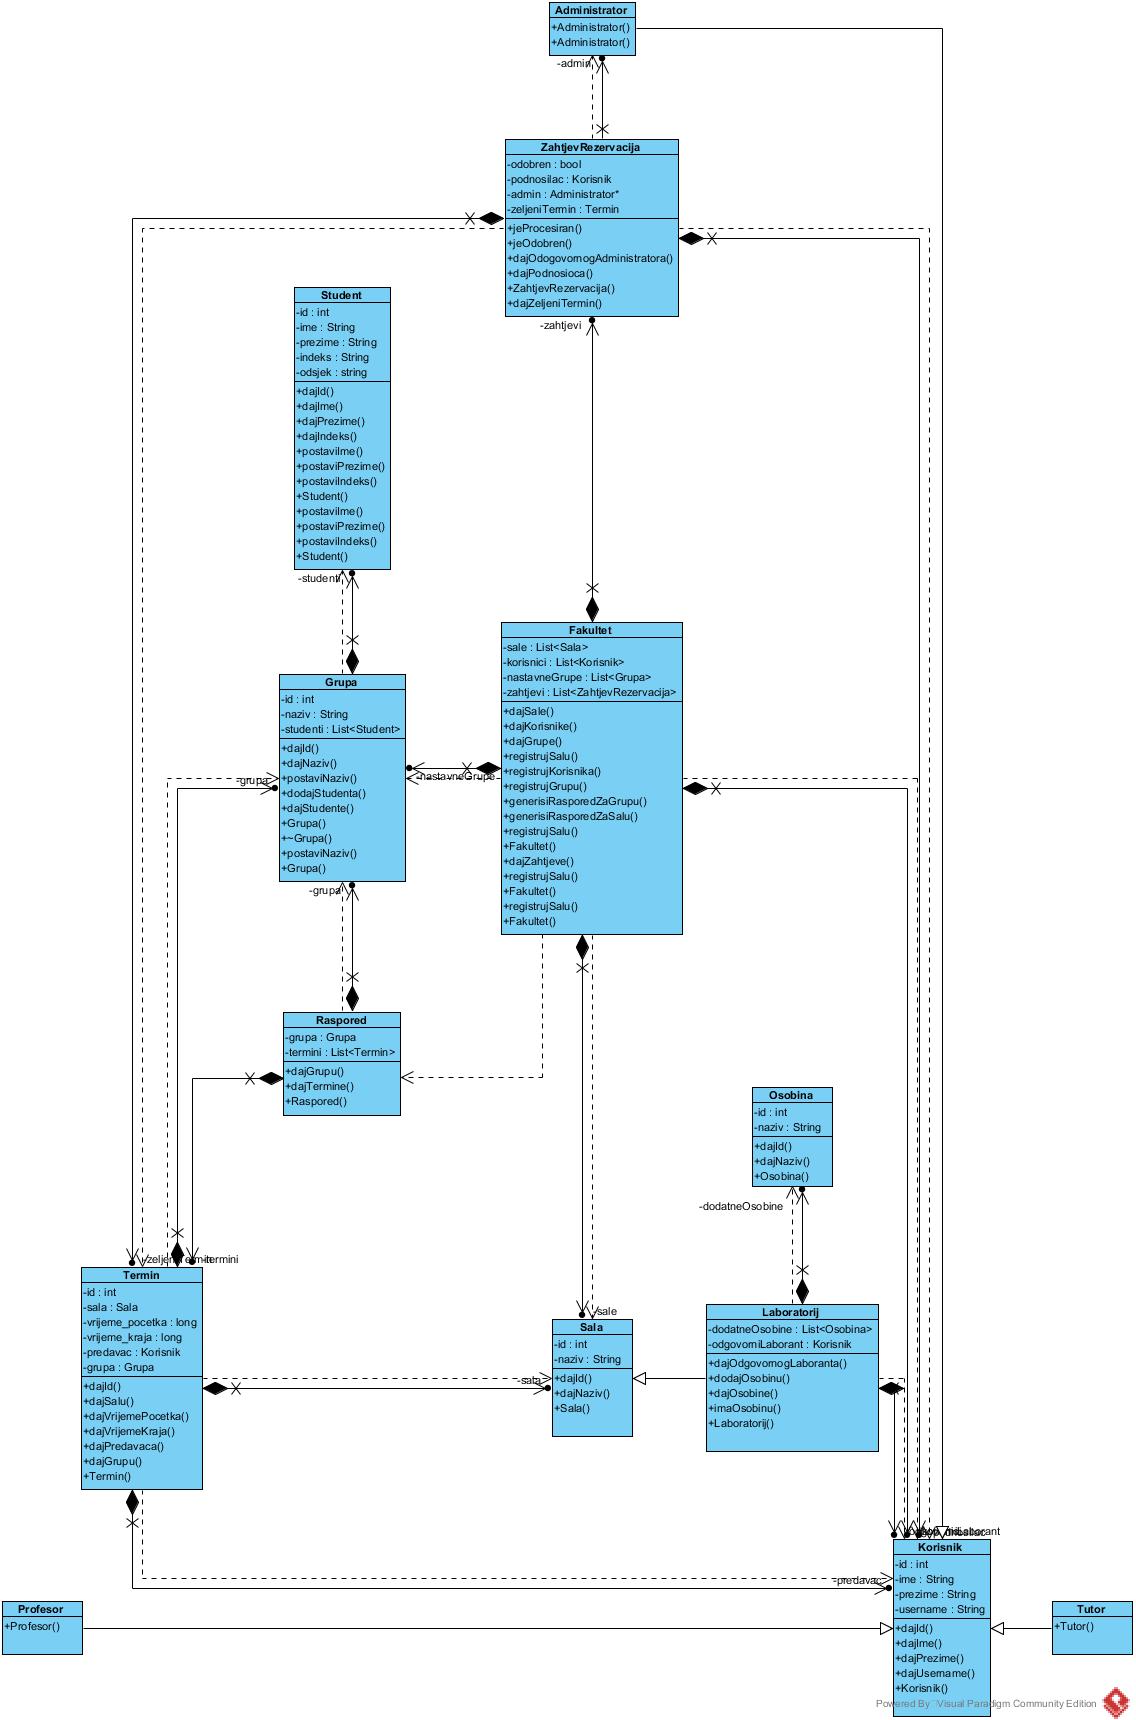 Administrator
+Administrator()
+Administrator()
-admin
ZahtjevRezervacija
-odobren : bool
-podnosilac : Korisnik
-admin : Administrator*
-zeljeniTermin : Termin
+jeProcesiran()
+jeOdobren()
+dajOdogovornogAdministratora()
+dajPodnosioca()
+ZahtjevRezervacija()
+dajZeljeniTermin()
-zahtjevi
Student
-id : int
-ime : String
-prezime : String
-indeks : String
-odsjek : string
+dajId()
+dajIme()
+dajPrezime()
+dajIndeks()
+postaviIme()
+postaviPrezime()
+postaviIndeks()
+Student()
+postaviIme()
+postaviPrezime()
+postaviIndeks()
+Student()
-studenti
Fakultet
-sale : List<Sala>
-korisnici : List<Korisnik>
-nastavneGrupe : List<Grupa>
-zahtjevi : List<ZahtjevRezervacija>
+dajSale()
+dajKorisnike()
+dajGrupe()
+registrujSalu()
+registrujKorisnika()
+registrujGrupu()
+generisiRasporedZaGrupu()
+generisiRasporedZaSalu()
+registrujSalu()
+Fakultet()
+dajZahtjeve()
+registrujSalu()
+Fakultet()
+registrujSalu()
+Fakultet()
Grupa
-id : int
-naziv : String
-studenti : List<Student>
+dajId()
+dajNaziv()
+postaviNaziv()
+dodajStudenta()
+dajStudente()
+Grupa()
+~Grupa()
+postaviNaziv()
+Grupa()
-grupa
-nastavneGrupe
-grupa
Raspored
-grupa : Grupa
-termini : List<Termin>
+dajGrupu()
+dajTermine()
+Raspored()
Osobina
-id : int
-naziv : String
+dajId()
+dajNaziv()
+Osobina()
-dodatneOsobine
-zeljeniTermin
-termini
Termin
-id : int
-sala : Sala
-vrijeme_pocetka : long
-vrijeme_kraja : long
-predavac : Korisnik
-grupa : Grupa
+dajId()
+dajSalu()
+dajVrijemePocetka()
+dajVrijemeKraja()
+dajPredavaca()
+dajGrupu()
+Termin()
-sale
-sala
Sala
-id : int
-naziv : String
+dajId()
+dajNaziv()
+Sala()
Laboratorij
-dodatneOsobine : List<Osobina>
-odgovorniLaborant : Korisnik
+dajOdgovornogLaboranta()
+dodajOsobinu()
+dajOsobine()
+imaOsobinu()
+Laboratorij()
-predavac
Korisnik
-id : int
-ime : String
-prezime : String
-username : String
+dajId()
+dajIme()
+dajPrezime()
+dajUsername()
+Korisnik()
Profesor
+Profesor()
Tutor
+Tutor()
Powered By Visual Paradigm Community Edition